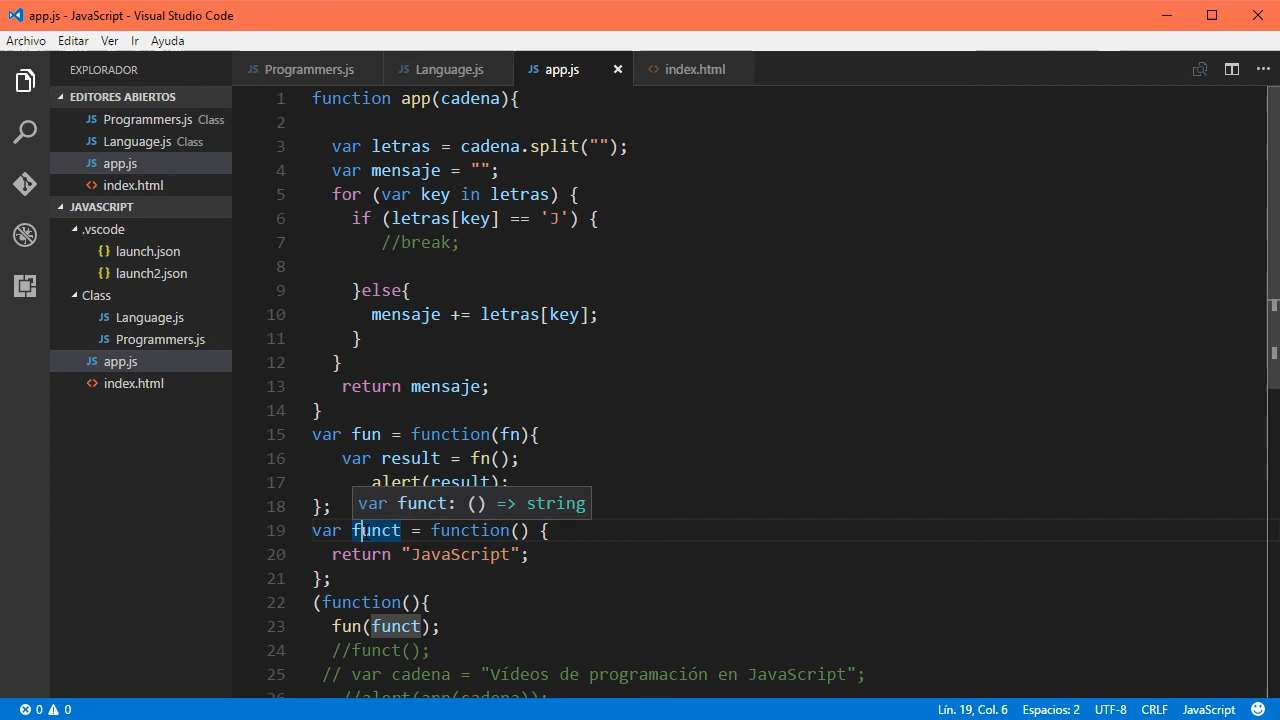 app.js - JavaScript - Visual Studio Code
Archivo Editar Ver Ir Ayuda
EXPLORADOR
EDITORES ABIERTOS
JS Programmers.js Class
JS Language.js Class
JS app.js
<> index.html
JAVASCRIPT
.vscode
{} launch.json
{} launch2.json
Class
JS Language.js
JS Programmers.js
JS app.js
<> index.html
JS Programmers.js JS Language.js JS app.js <> index.html
1 function app(cadena){
2
3 var letras = cadena.split("");
4 var mensaje = "";
5 for (var key in letras) {
6 if (letras[key] == 'J') {
7 //break;
8
9 }else{
10 mensaje += letras[key];
11 }
12 }
13 return mensaje;
14 }
15 var fun = function(fn){
16 var result = fn();
17 alert(result);
18 };
var funct: () => string
19 var funct = function() {
20 return "JavaScript";
21 };
22 (function(){
23 fun(funct);
24 //funct();
25 // var cadena = "Vídeos de programación en JavaScript";
26 //alert(app(cadena));
0 0 Lín. 19, Col. 6 Espacios: 2 UTF-8 CRLF JavaScript